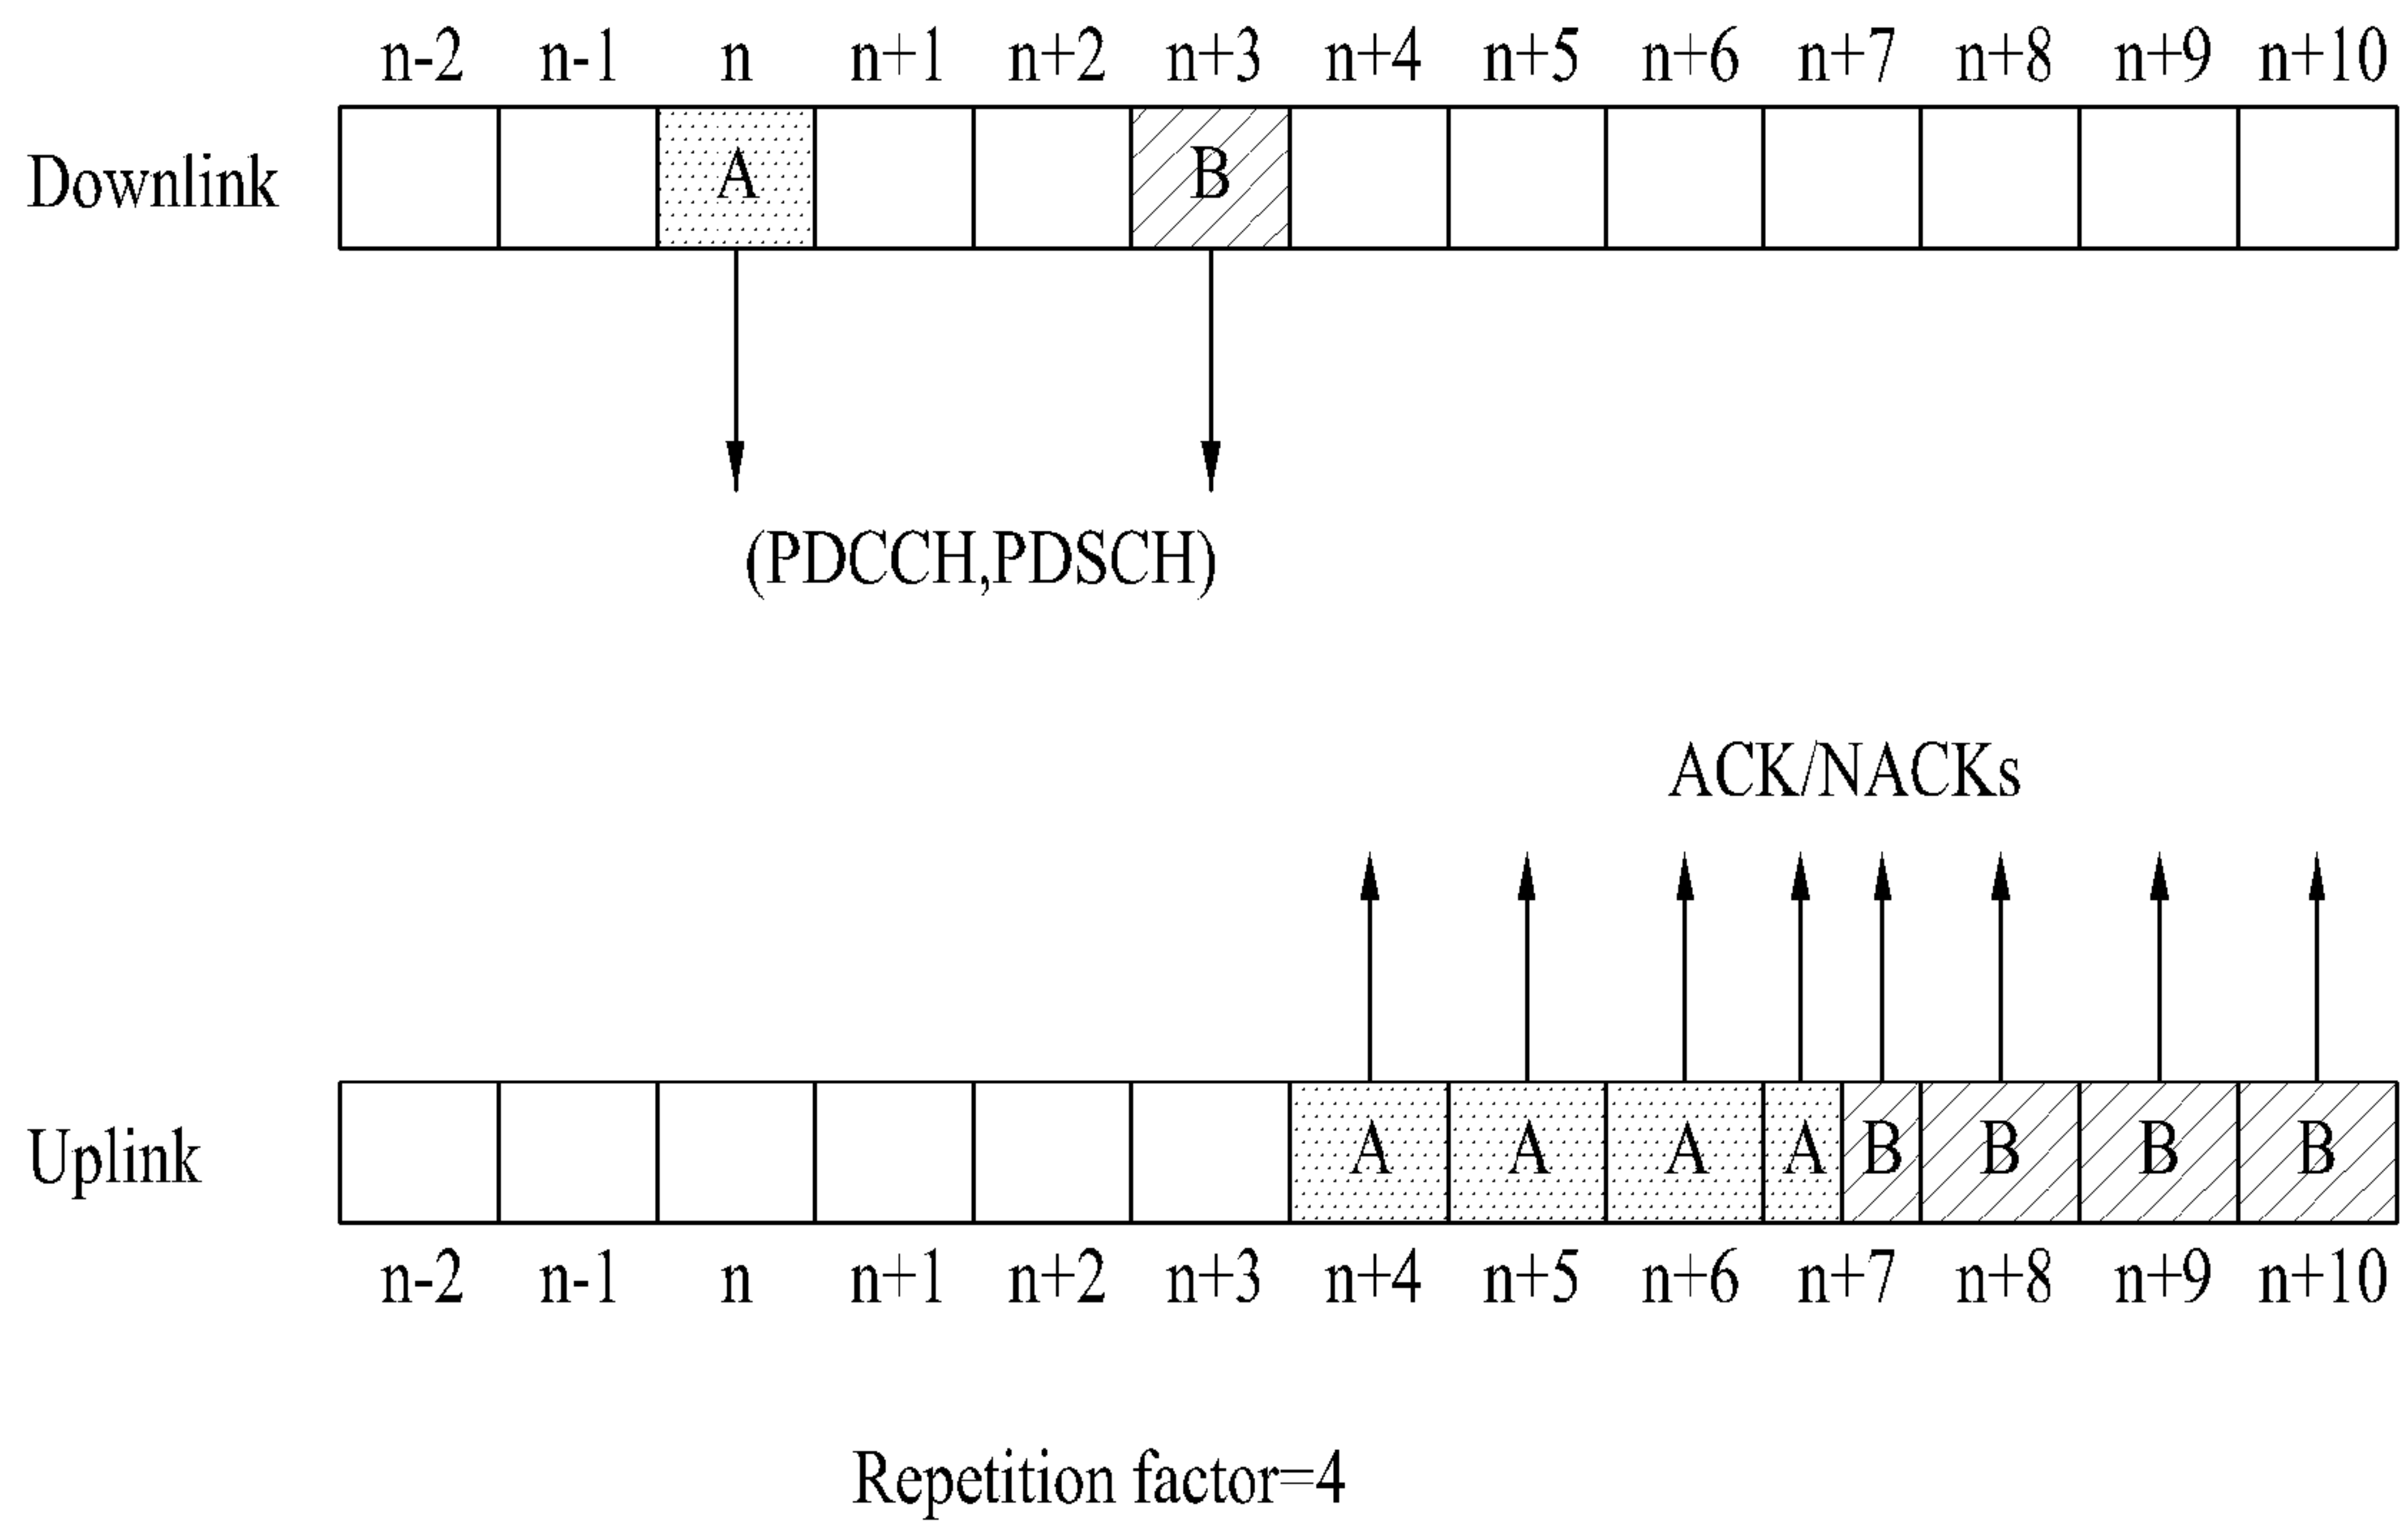 n-2 n-1 n n+1 n+2 n+3 n+4 n+5 n+6 n+7 n+8 n+9 n+10
Downlink A B
(PDCCH,PDSCH)
ACK/NACKs
Uplink A A A A B B B B
n-2 n-1 n n+1 n+2 n+3 n+4 n+5 n+6 n+7 n+8 n+9 n+10
Repetition factor=4